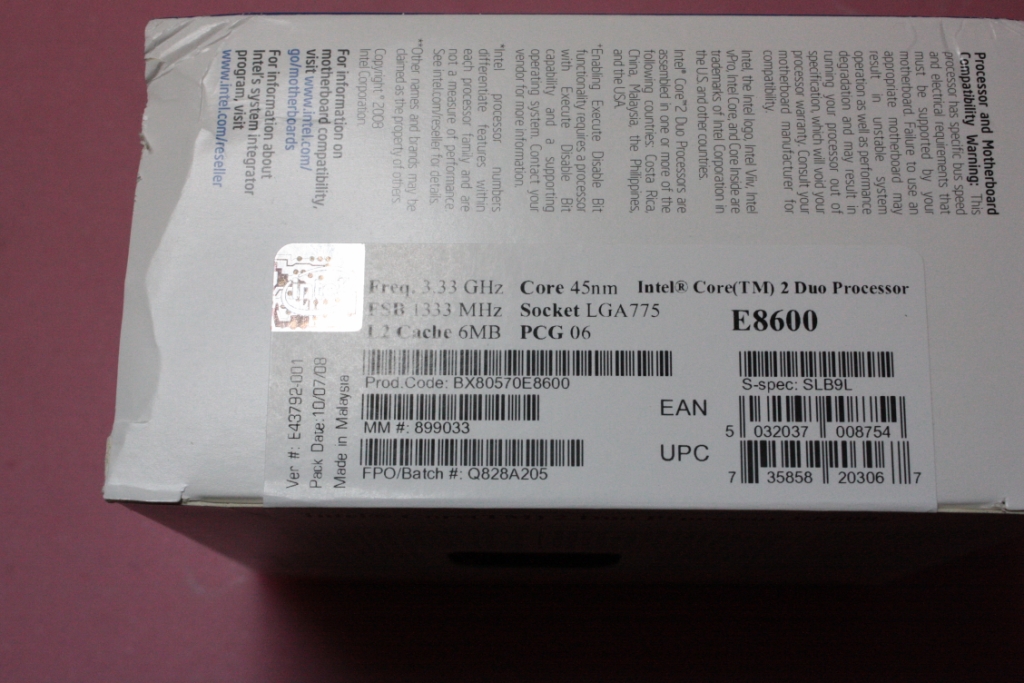 Processor and Motherboard
Compatibility Warning: This
processor has specific bus speed
and electrical requirements that
must be supported by your
motherboard. Failure to use an
appropriate motherboard may
result in unstable system
operation as well as performance
degradation and may result in
running your processor out of
specification, which will void your
processor warranty. Consult your
motherboard manufacturer for
compatibility.
Intel, the Intel logo, Intel Viiv, Intel
vPro, Intel Core, and Core Inside are
trademarks of Intel Corporation in
the U.S. and other countries.
Intel® Core™2 Duo Processors are
assembled in one or more of the
following countries: Costa Rica,
China, Malaysia, the Philippines,
and the USA.
*Enabling Execute Disable Bit
functionality requires a processor
with Execute Disable Bit
capability and a supporting
operating system. Contact your
vendor for more information.
*Intel processor numbers
differentiate features within
each processor family and are
not a measure of performance.
See intel.com/reseller for details.
**Other names and brands may be
claimed as the property of others.
Copyright ©2008
Intel Corporation
For information on
motherboard compatibility,
visit www.intel.com/
go/motherboards
For information about
Intel's system integrator
program, visit
www.intel.com/reseller
Freq. 3.33 GHz Core 45nm Intel® Core(TM) 2 Duo Processor
FSB 1333 MHz Socket LGA775 E8600
L2 Cache 6MB PCG 06
Prod.Code: BX80570E8600 S-spec: SLB9L
MM #: 899033 EAN 5 032037 008754
FPO/Batch #: Q828A205 UPC 7 35858 20306 7
Ver #: E43792-001
Pack Date:10/07/08
Made in Malaysia